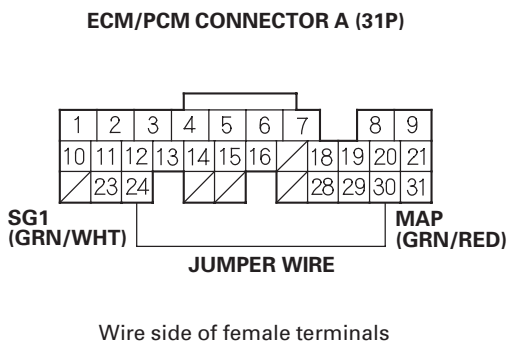 ECM/PCM CONNECTOR A (31P)
1 2 3 4 5 6 7 8 9
10 11 12 13 14 15 16 18 19 20 21
23 24 28 29 30 31
SG1
(GRN/WHT)
MAP
(GRN/RED)
JUMPER WIRE
Wire side of female terminals